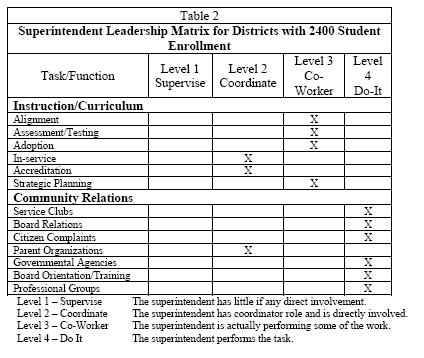 Table 2
Superintendent Leadership Matrix for Districts with 2400 Student
Enrollment
Task/Function
Level 1
Supervise
Level 2
Coordinate
Level 3
Co-
Worker
Level
4
Do-It
Instruction/Curriculum
Alignment X
Assessment/Testing X
Adoption X
In-service X
Accreditation X
Strategic Planning X
Community Relations
Service Clubs X
Board Relations X
Citizen Complaints X
Parent Organizations X
Governmental Agencies X
Board Orientation/Training X
Professional Groups X
Level 1 – Supervise The superintendent has little if any direct involvement.
Level 2 – Coordinate The superintendent has coordinator role and is directly involved.
Level 3 – Co-Worker The superintendent is actually performing some of the work.
Level 4 – Do It The superintendent performs the task.